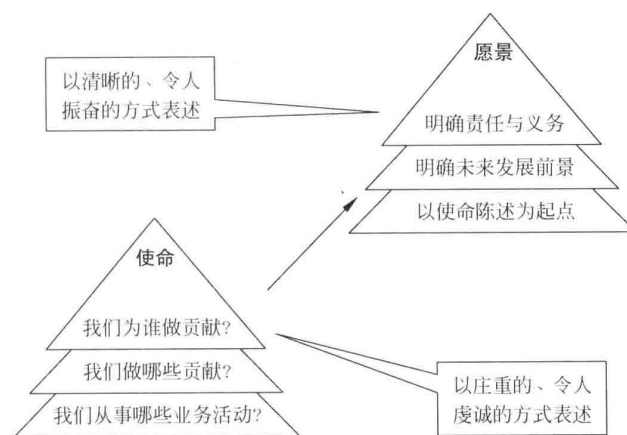 愿景
以清晰的、令人
振奋的方式表述
明确责任与义务
明确未来发展前景
以使命陈述为起点
使命
我们为谁做贡献?
我们做哪些贡献?
我们从事哪些业务活动?
以庄重的、令人
虔诚的方式表述